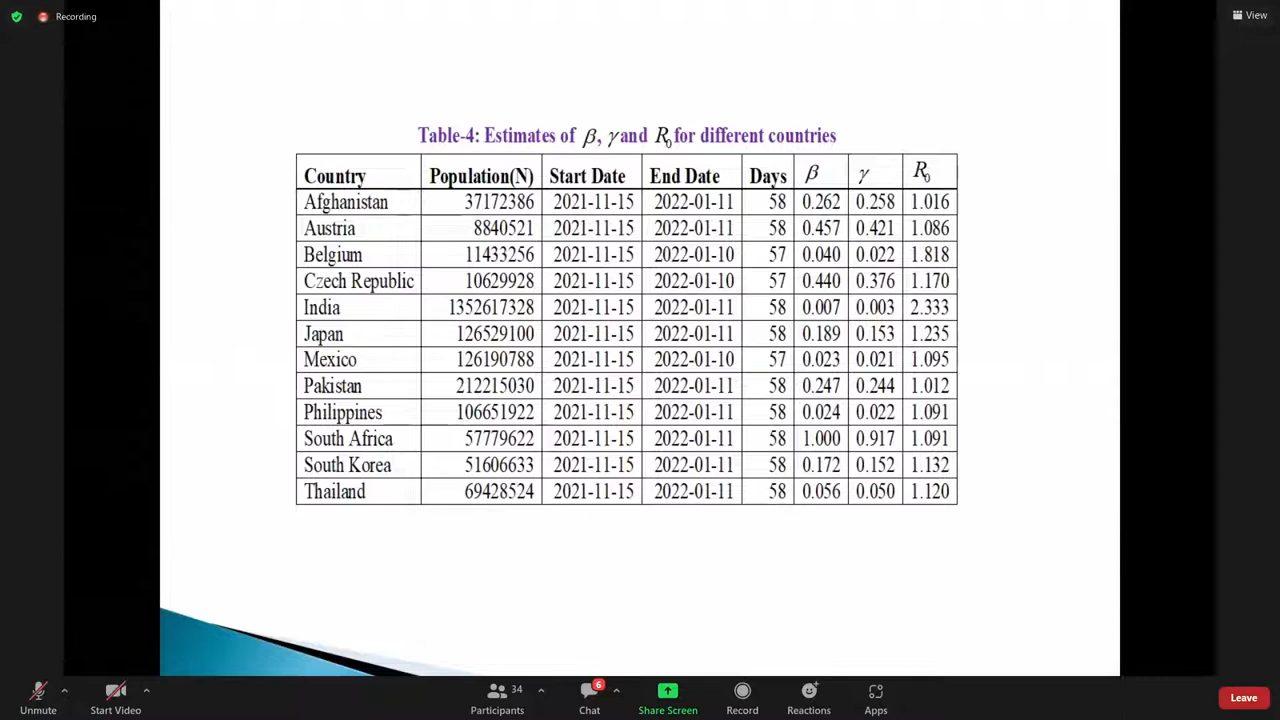 Recording
View
Table-4: Estimates of β, γ and R0 for different countries
Country Population(N) Start Date End Date Days β γ R0
Afghanistan 37172386 2021-11-15 2022-01-11 58 0.262 0.258 1.016
Austria 8840521 2021-11-15 2022-01-11 58 0.457 0.421 1.086
Belgium 11433256 2021-11-15 2022-01-10 57 0.040 0.022 1.818
Czech Republic 10629928 2021-11-15 2022-01-10 57 0.440 0.376 1.170
India 1352617328 2021-11-15 2022-01-11 58 0.007 0.003 2.333
Japan 126529100 2021-11-15 2022-01-11 58 0.189 0.153 1.235
Mexico 126190788 2021-11-15 2022-01-10 57 0.023 0.021 1.095
Pakistan 212215030 2021-11-15 2022-01-11 58 0.247 0.244 1.012
Philippines 106651922 2021-11-15 2022-01-11 58 0.024 0.022 1.091
South Africa 57779622 2021-11-15 2022-01-11 58 1.000 0.917 1.091
South Korea 51606633 2021-11-15 2022-01-11 58 0.172 0.152 1.132
Thailand 69428524 2021-11-15 2022-01-11 58 0.056 0.050 1.120
34 6
Unmute Start Video Participants Chat Share Screen Record Reactions Apps Leave